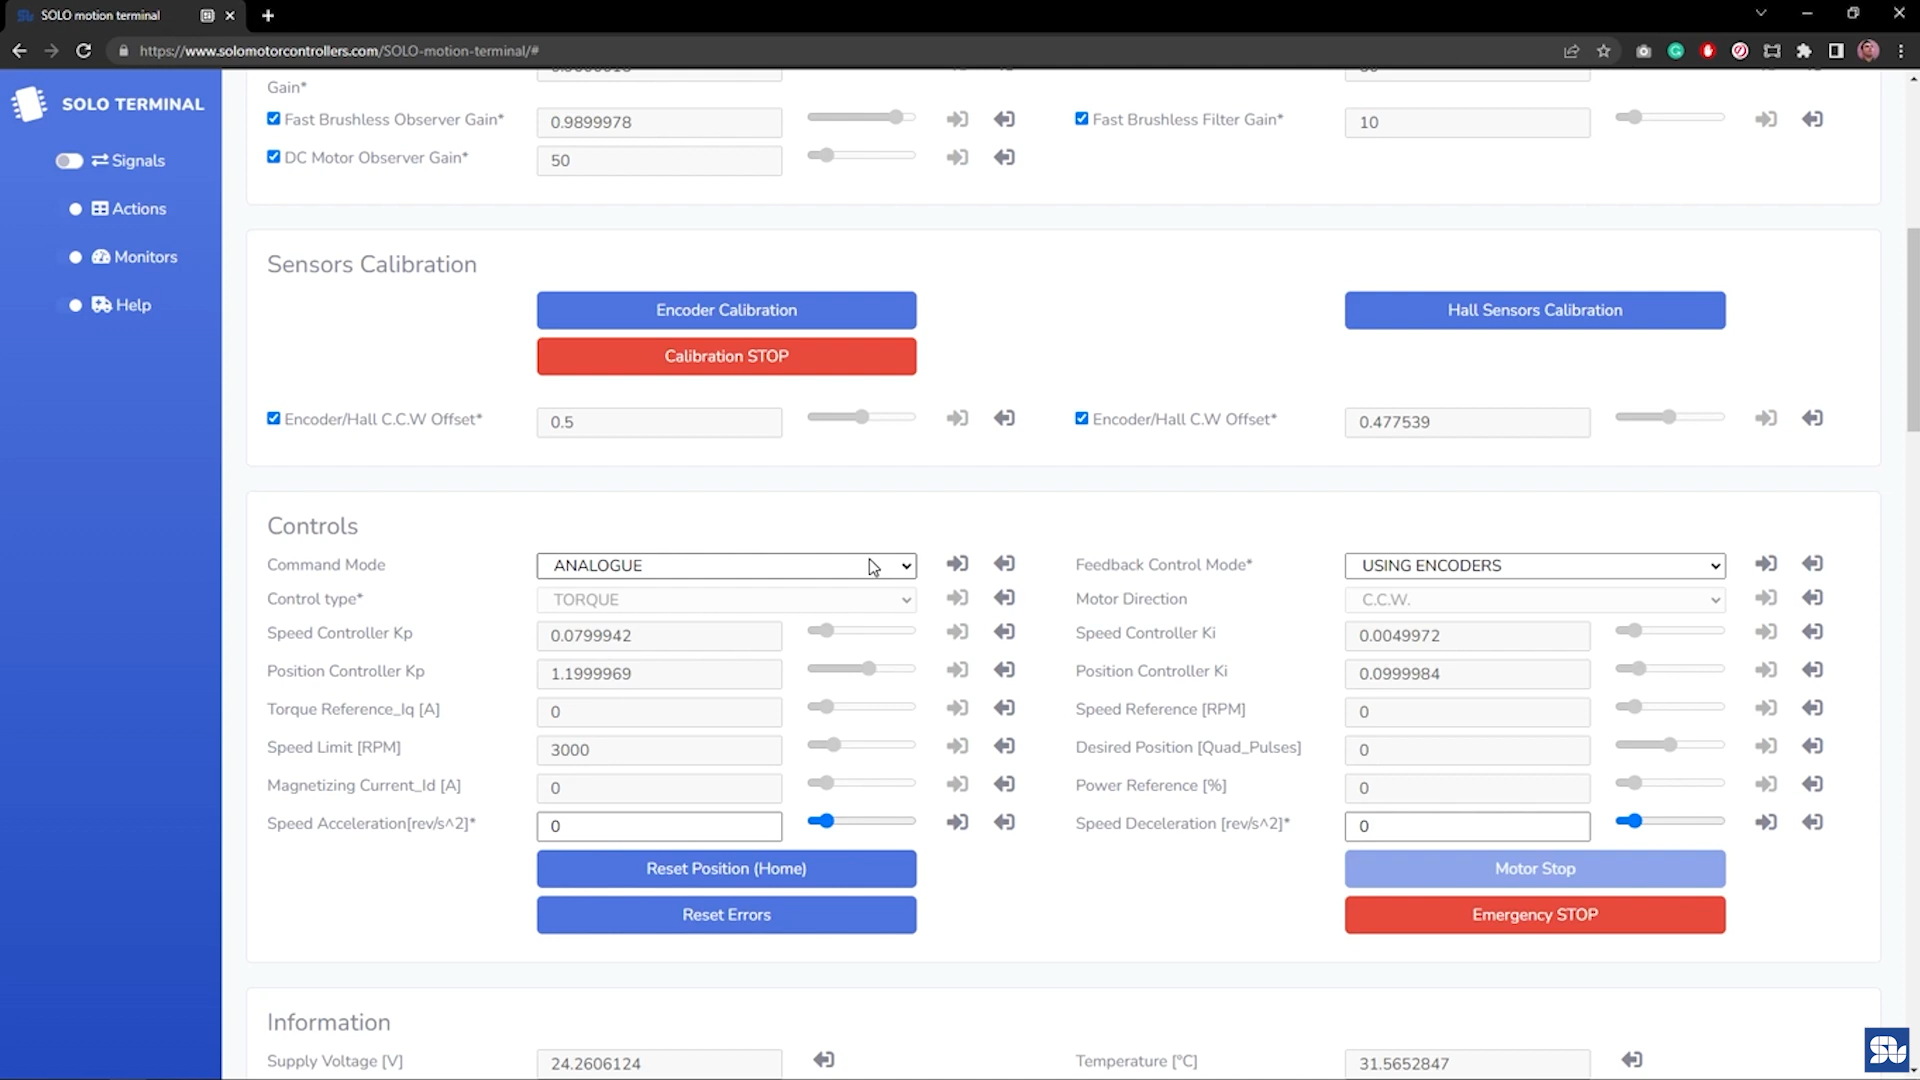 SOLO motion terminal
https://www.solomotorcontrollers.com/SOLO-motion-terminal/#
SOLO TERMINAL
Signals
Actions
Monitors
Help
Gain*
Fast Brushless Observer Gain* 0.9899978 Fast Brushless Filter Gain* 10
DC Motor Observer Gain* 50
Sensors Calibration
Encoder Calibration Hall Sensors Calibration
Calibration STOP
Encoder/Hall C.C.W Offset* 0.5 Encoder/Hall C.W Offset* 0.477539
Controls
Command Mode ANALOGUE Feedback Control Mode* USING ENCODERS
Control type* TORQUE Motor Direction C.C.W.
Speed Controller Kp 0.0799942 Speed Controller Ki 0.0049972
Position Controller Kp 1.1999969 Position Controller Ki 0.0999984
Torque Reference_Iq [A] 0 Speed Reference [RPM] 0
Speed Limit [RPM] 3000 Desired Position [Quad_Pulses] 0
Magnetizing Current_Id [A] 0 Power Reference [%] 0
Speed Acceleration[rev/s^2]* 0 Speed Deceleration [rev/s^2]* 0
Reset Position (Home) Motor Stop
Reset Errors Emergency STOP
Information
Supply Voltage [V] 24.2606124 Temperature [°C] 31.5652847